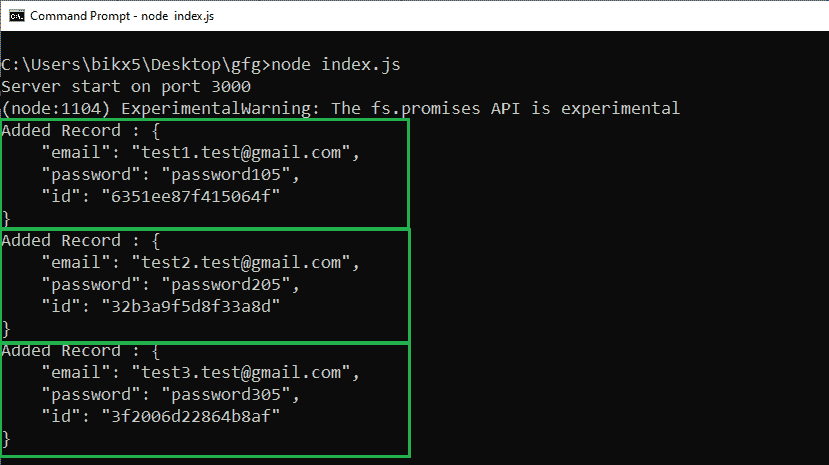 Command Prompt - node  index.js
C:\Users\bikx5\Desktop\gfg>node index.js
Server start on port 3000
(node:1104) ExperimentalWarning: The fs.promises API is experimental
Added Record : {
    "email": "test1.test@gmail.com",
    "password": "password105",
    "id": "6351ee87f415064f"
}
Added Record : {
    "email": "test2.test@gmail.com",
    "password": "password205",
    "id": "32b3a9f5d8f33a8d"
}
Added Record : {
    "email": "test3.test@gmail.com",
    "password": "password305",
    "id": "3f2006d22864b8af"
}